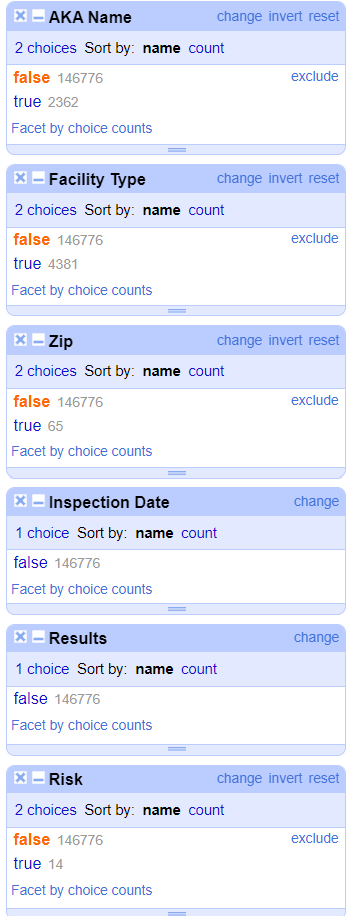 AKA Name change invert reset
2 choices Sort by: name count
false 146776 exclude
true 2362
Facet by choice counts
Facility Type change invert reset
2 choices Sort by: name count
false 146776 exclude
true 4381
Facet by choice counts
Zip change invert reset
2 choices Sort by: name count
false 146776 exclude
true 65
Facet by choice counts
Inspection Date change
1 choice Sort by: name count
false 146776
Facet by choice counts
Results change
1 choice Sort by: name count
false 146776
Facet by choice counts
Risk change invert reset
2 choices Sort by: name count
false 146776 exclude
true 14
Facet by choice counts